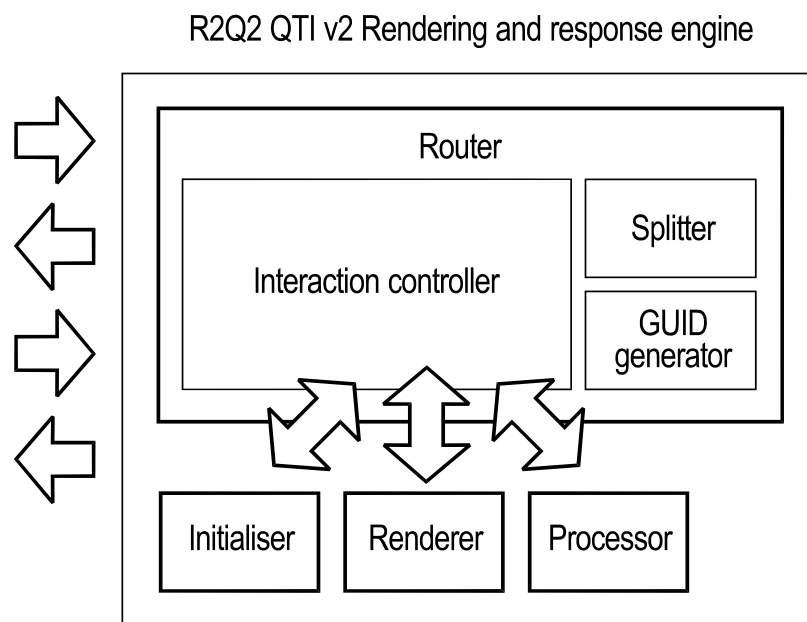 R2Q2 QTI v2 Rendering and response engine
Router
Interaction controller
Splitter
GUID
generator
Initialiser
Renderer
Processor